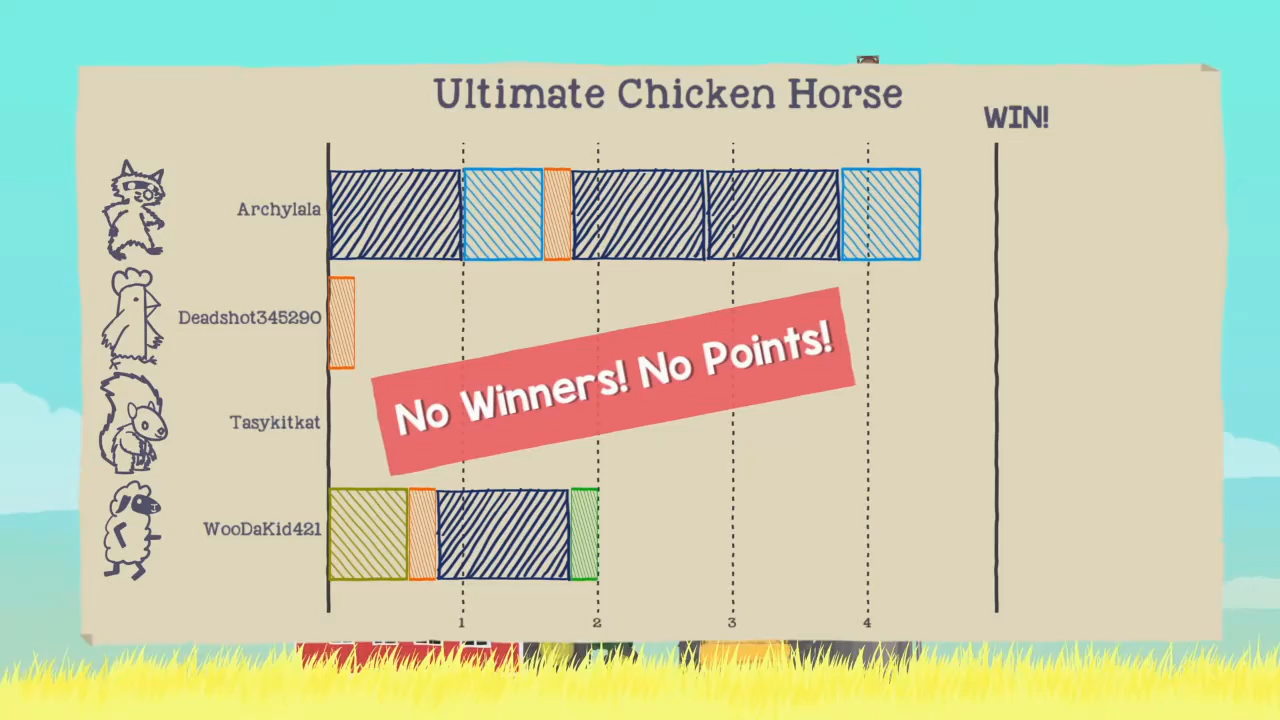 Ultimate Chicken Horse
WIN!
Archylala
Deadshot345290
No Winners! No Points!
Tasykitkat
WooDaKid421
1 2 3 4